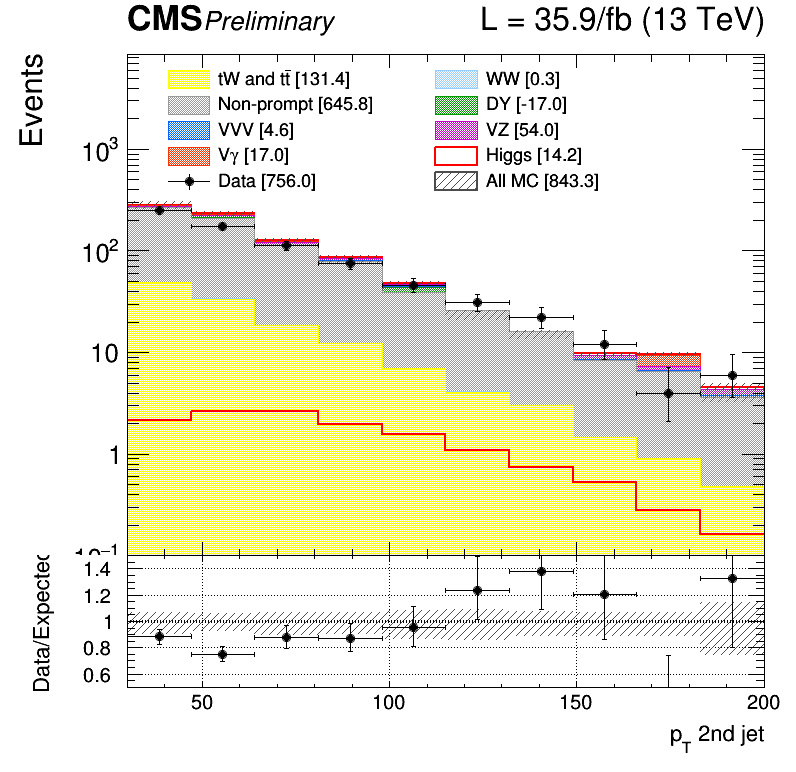 CMS Preliminary L = 35.9/fb (13 TeV)
Events
tW and tt̄ [131.4] WW [0.3]
Non-prompt [645.8] DY [-17.0]
VVV [4.6] VZ [54.0]
Vγ [17.0] Higgs [14.2]
Data [756.0] All MC [843.3]
10³
10²
10
1
10⁻¹
Data/Expected
1.4
1.2
1
0.8
0.6
50 100 150 200
p_T 2nd jet